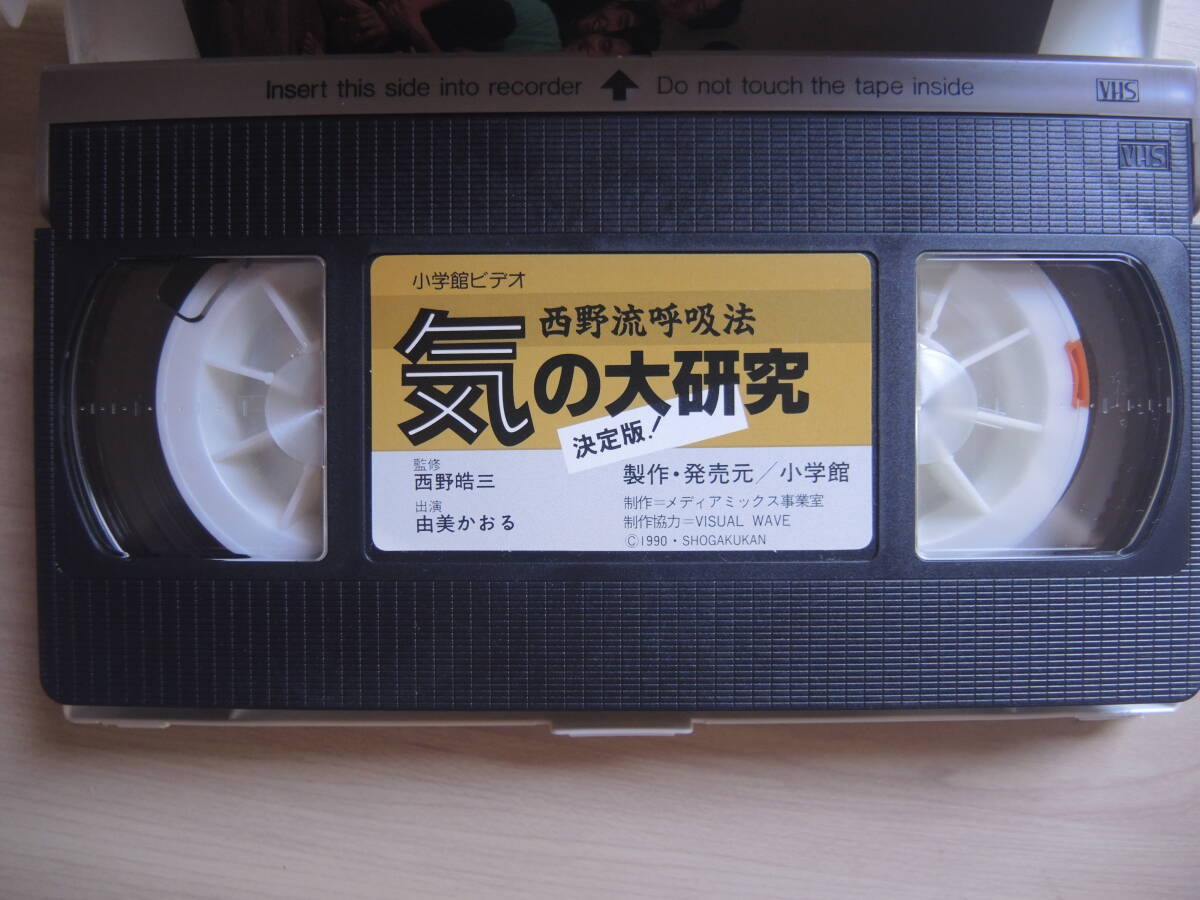 Insert this side into recorder ↑ Do not touch the tape inside VHS
VHS
小学館ビデオ
西野流呼吸法
気の大研究
決定版!
監修
西野皓三
出演
由美かおる
製作・発売元/小学館
制作=メディアミックス事業室
制作協力=VISUAL WAVE
©1990・SHOGAKUKAN